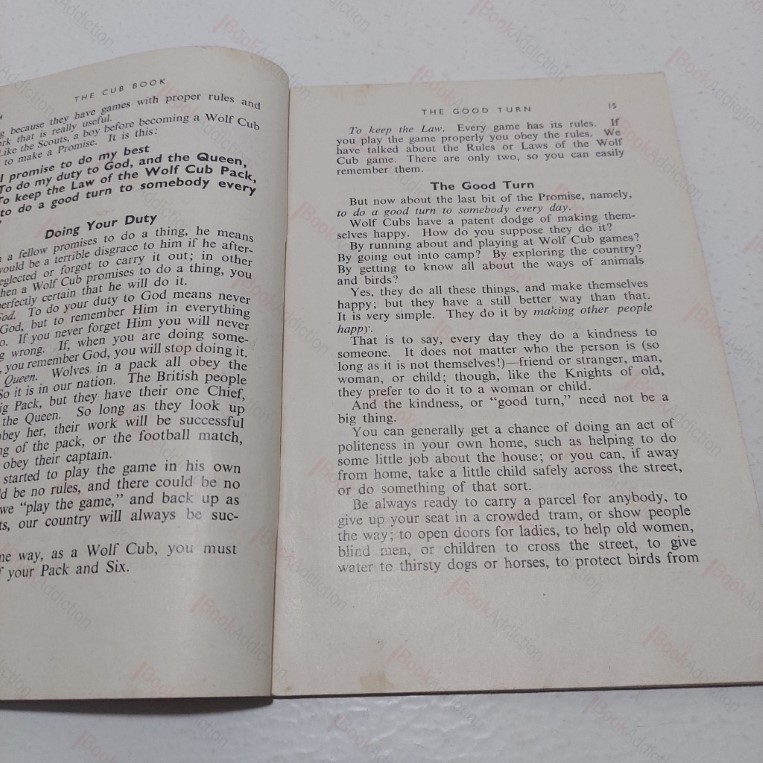 THE CUB BOOK
because they have games with proper rules and
that is really useful.
Like the Scouts, a boy before becoming a Wolf Cub
to make a Promise. It is this:
I promise to do my best
To do my duty to God, and the Queen,
To keep the Law of the Wolf Cub Pack,
to do a good turn to somebody every
Doing Your Duty
a fellow promises to do a thing, he means
would be a terrible disgrace to him if he after-
neglected or forgot to carry it out; in other
when a Wolf Cub promises to do a thing, you
perfectly certain that he will do it.
God. To do your duty to God means never
God, but to remember Him in everything
If you never forget Him you will never
wrong. If, when you are doing some-
you remember God, you will stop doing it.
Queen. Wolves in a pack all obey the
So it is in our nation. The British people
Pack, but they have their one Chief,
the Queen. So long as they look up
obey her, their work will be successful
of the pack, or the football match,
obey their captain.
started to play the game in his own
be no rules, and there could be no
we "play the game," and back up as
our country will always be suc-
way, as a Wolf Cub, you must
your Pack and Six.
THE GOOD TURN 15
To keep the Law. Every game has its rules. If
you play the game properly you obey the rules. We
have talked about the Rules or Laws of the Wolf
Cub game. There are only two, so you can easily
remember them.
The Good Turn
But now about the last bit of the Promise, namely,
to do a good turn to somebody every day.
Wolf Cubs have a patent dodge of making them-
selves happy. How do you suppose they do it?
By running about and playing at Wolf Cub games?
By going out into camp? By exploring the country?
By getting to know all about the ways of animals
and birds?
Yes, they do all these things, and make themselves
happy; but they have a still better way than that.
It is very simple. They do it by making other people
happy.
That is to say, every day they do a kindness to
someone. It does not matter who the person is (so
long as it is not themselves!)—friend or stranger, man,
woman, or child; though, like the Knights of old,
they prefer to do it to a woman or child.
And the kindness, or "good turn," need not be a
big thing.
You can generally get a chance of doing an act of
politeness in your own home, such as helping to do
some little job about the house; or you can, if away
from home, take a little child safely across the street,
or do something of that sort.
Be always ready to carry a parcel for anybody, to
give up your seat in a crowded tram, or show people
the way; to open doors for ladies, to help old women,
blind men, or children to cross the street, to give
water to thirsty dogs or horses, to protect birds from
BookAddiction